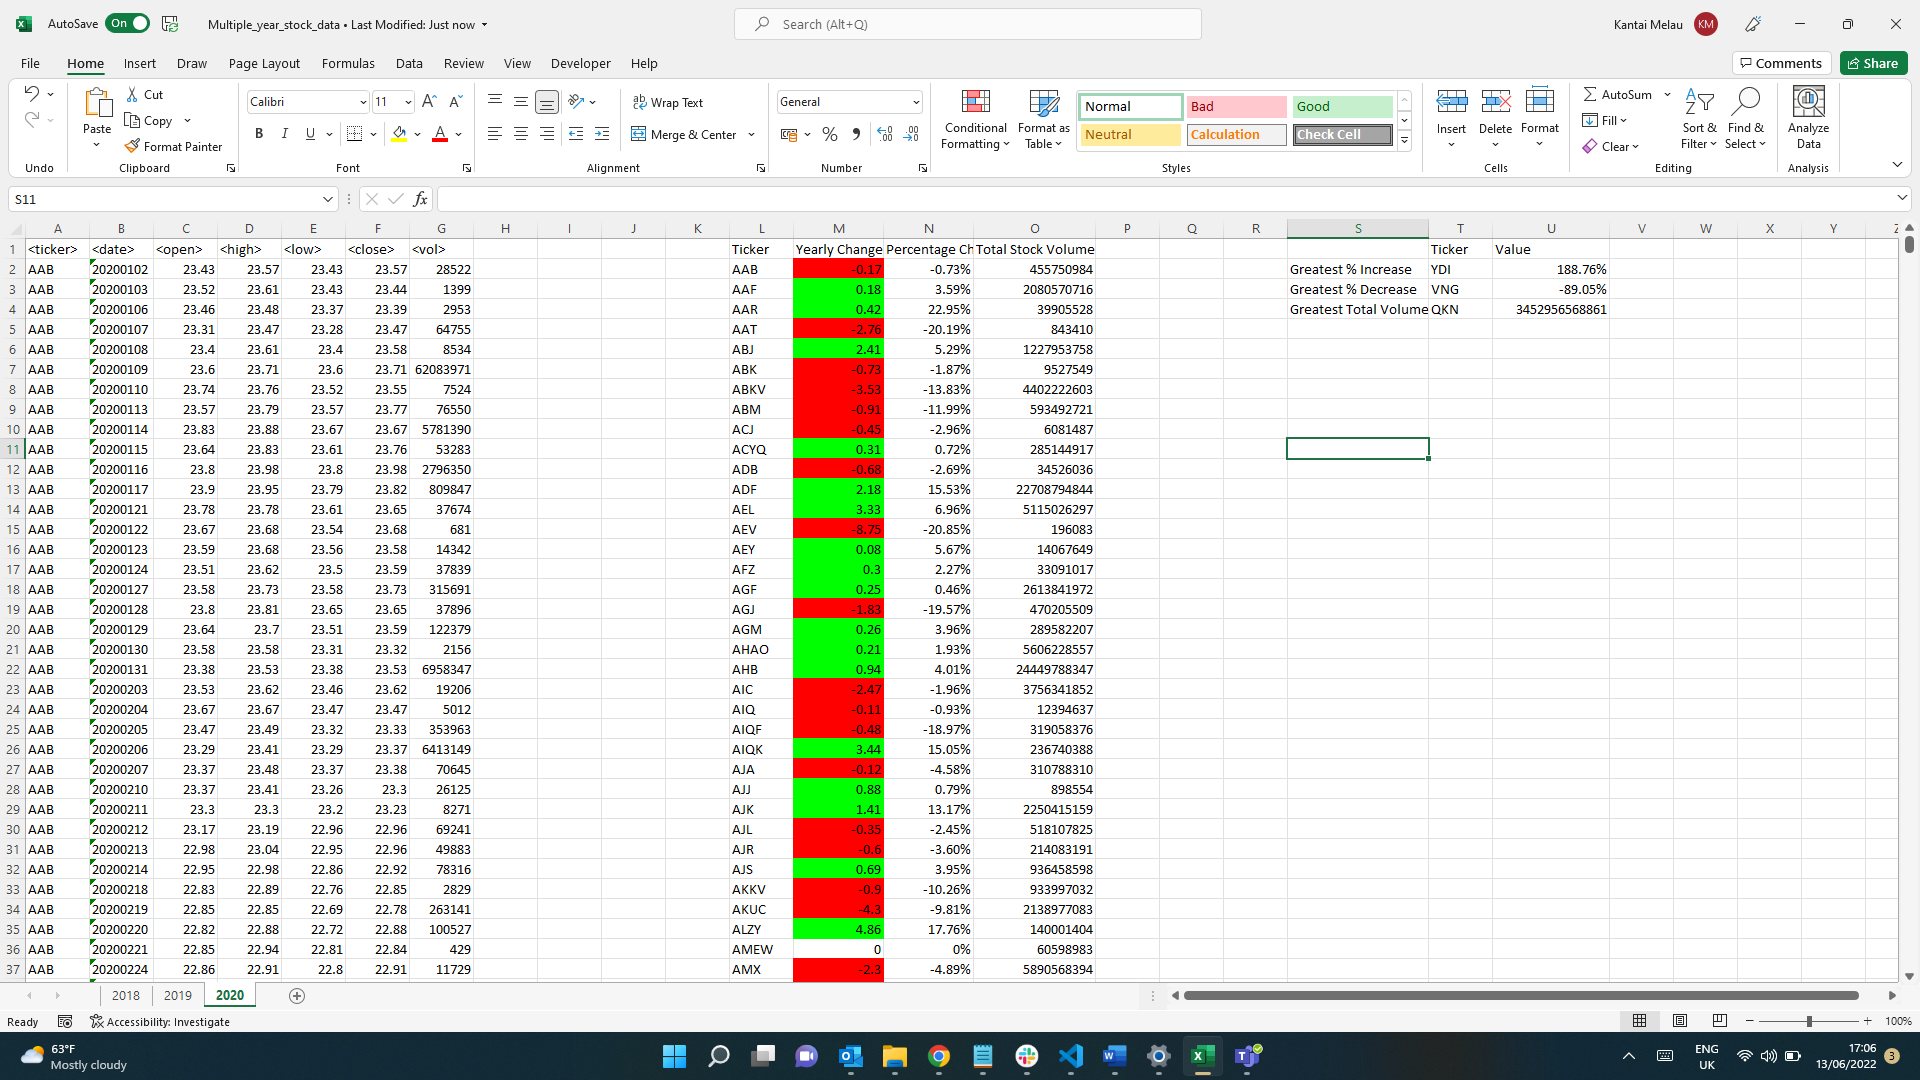 AutoSave On Multiple_year_stock_data • Last Modified: Just now Search (Alt+Q) Kantai Melau KM
File Home Insert Draw Page Layout Formulas Data Review View Developer Help Comments Share
Cut Calibri 11 Wrap Text General Normal Bad Good AutoSum
Paste Copy Conditional Formatting Format as Table Insert Delete Format Fill Sort & Filter Find & Select Analyze Data
Format Painter B I U A Merge & Center % Neutral Calculation Check Cell Clear
Undo Clipboard Font Alignment Number Styles Cells Editing Analysis
S11 fx
A B C D E F G H I J K L M N O P Q R S T U V W X Y
1 <ticker> <date> <open> <high> <low> <close> <vol> Ticker Yearly Change Percentage Ch Total Stock Volume Ticker Value
2 AAB 20200102 23.43 23.57 23.43 23.57 28522 AAB -0.17 -0.73% 455750984 Greatest % Increase YDI 188.76%
3 AAB 20200103 23.52 23.61 23.43 23.44 1399 AAF 0.18 3.59% 2080570716 Greatest % Decrease VNG -89.05%
4 AAB 20200106 23.46 23.48 23.37 23.39 2953 AAR 0.42 22.95% 39905528 Greatest Total Volume QKN 3452956568861
5 AAB 20200107 23.31 23.47 23.28 23.47 64755 AAT -2.76 -20.19% 843410
6 AAB 20200108 23.4 23.61 23.4 23.58 8534 ABJ 2.41 5.29% 1227953758
7 AAB 20200109 23.6 23.71 23.6 23.71 62083971 ABK -0.73 -1.87% 9527549
8 AAB 20200110 23.74 23.76 23.52 23.55 7524 ABKV -3.53 -13.83% 4402222603
9 AAB 20200113 23.57 23.79 23.57 23.77 76550 ABM -0.91 -11.99% 593492721
10 AAB 20200114 23.83 23.88 23.67 23.67 5781390 ACJ -0.45 -2.96% 6081487
11 AAB 20200115 23.64 23.83 23.61 23.76 53283 ACYQ 0.31 0.72% 285144917
12 AAB 20200116 23.8 23.98 23.8 23.98 2796350 ADB -0.68 -2.69% 34526036
13 AAB 20200117 23.9 23.95 23.79 23.82 809847 ADF 2.18 15.53% 22708794844
14 AAB 20200121 23.78 23.78 23.61 23.65 37674 AEL 3.33 6.96% 5115026297
15 AAB 20200122 23.67 23.68 23.54 23.68 681 AEV -8.75 -20.85% 196083
16 AAB 20200123 23.59 23.68 23.56 23.58 14342 AEY 0.08 5.67% 14067649
17 AAB 20200124 23.51 23.62 23.5 23.59 37839 AFZ 0.3 2.27% 33091017
18 AAB 20200127 23.58 23.73 23.58 23.73 315691 AGF 0.25 0.46% 2613841972
19 AAB 20200128 23.8 23.81 23.65 23.65 37896 AGJ -1.83 -19.57% 470205509
20 AAB 20200129 23.64 23.7 23.51 23.59 122379 AGM 0.26 3.96% 289582207
21 AAB 20200130 23.58 23.58 23.31 23.32 2156 AHAO 0.21 1.93% 5606228557
22 AAB 20200131 23.38 23.53 23.38 23.53 6958347 AHB 0.94 4.01% 24449788347
23 AAB 20200203 23.53 23.62 23.46 23.62 19206 AIC -2.47 -1.96% 3756341852
24 AAB 20200204 23.67 23.67 23.47 23.47 5012 AIQ -0.11 -0.93% 12394637
25 AAB 20200205 23.47 23.49 23.32 23.33 353963 AIQF -0.48 -18.97% 319058376
26 AAB 20200206 23.29 23.41 23.29 23.37 6413149 AIQK 3.44 15.05% 236740388
27 AAB 20200207 23.37 23.48 23.37 23.38 70645 AJA -0.12 -4.58% 310788310
28 AAB 20200210 23.37 23.41 23.26 23.3 26125 AJJ 0.88 0.79% 898554
29 AAB 20200211 23.3 23.3 23.2 23.23 8271 AJK 1.41 13.17% 2250415159
30 AAB 20200212 23.17 23.19 22.96 22.96 69241 AJL -0.35 -2.45% 518107825
31 AAB 20200213 22.98 23.04 22.95 22.96 49883 AJR -0.6 -3.60% 214083191
32 AAB 20200214 22.95 22.98 22.86 22.92 78316 AJS 0.69 3.95% 936458598
33 AAB 20200218 22.83 22.89 22.76 22.85 2829 AKKV -0.9 -10.26% 933997032
34 AAB 20200219 22.85 22.85 22.69 22.78 263141 AKUC -4.3 -9.81% 2138977083
35 AAB 20200220 22.82 22.88 22.72 22.88 100527 ALZY 4.86 17.76% 140001404
36 AAB 20200221 22.85 22.94 22.81 22.84 429 AMEW 0 0% 60598983
37 AAB 20200224 22.86 22.91 22.8 22.91 11729 AMX -2.3 -4.89% 5890568394
2018 2019 2020
Ready Accessibility: Investigate 100%
63°F ENG 17:06
Mostly cloudy UK 13/06/2022 3